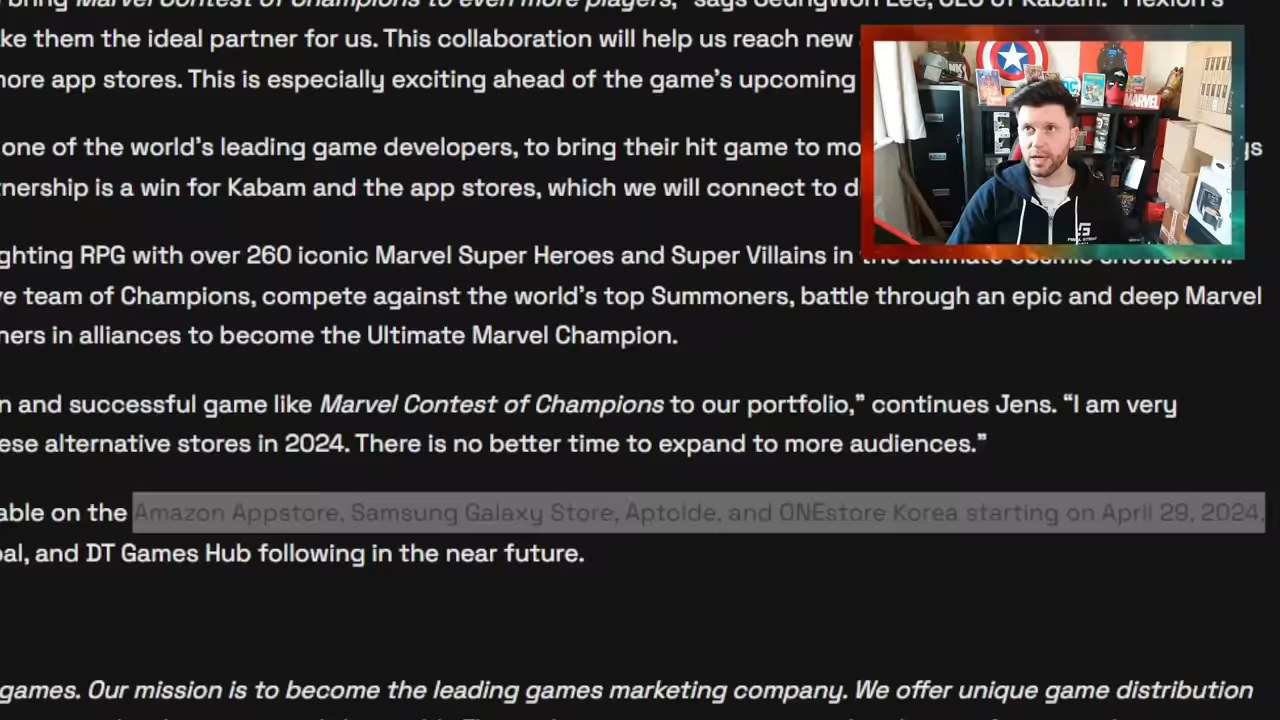 bring Marvel Contest of Champions to even more players," says SeungWon Lee, CEO of Kabam. "Flexion's
ke them the ideal partner for us. This collaboration will help us reach new
more app stores. This is especially exciting ahead of the game's upcoming
one of the world's leading game developers, to bring their hit game to mo
tnership is a win for Kabam and the app stores, which we will connect to d
ghting RPG with over 260 iconic Marvel Super Heroes and Super Villains in the ultimate cosmic showdown.
ve team of Champions, compete against the world's top Summoners, battle through an epic and deep Marvel
ners in alliances to become the Ultimate Marvel Champion.
n and successful game like Marvel Contest of Champions to our portfolio," continues Jens. "I am very
ese alternative stores in 2024. There is no better time to expand to more audiences."
able on the Amazon Appstore, Samsung Galaxy Store, Aptoide, and ONEstore Korea starting on April 29, 2024,
bal, and DT Games Hub following in the near future.
games. Our mission is to become the leading games marketing company. We offer unique game distribution
MARVEL